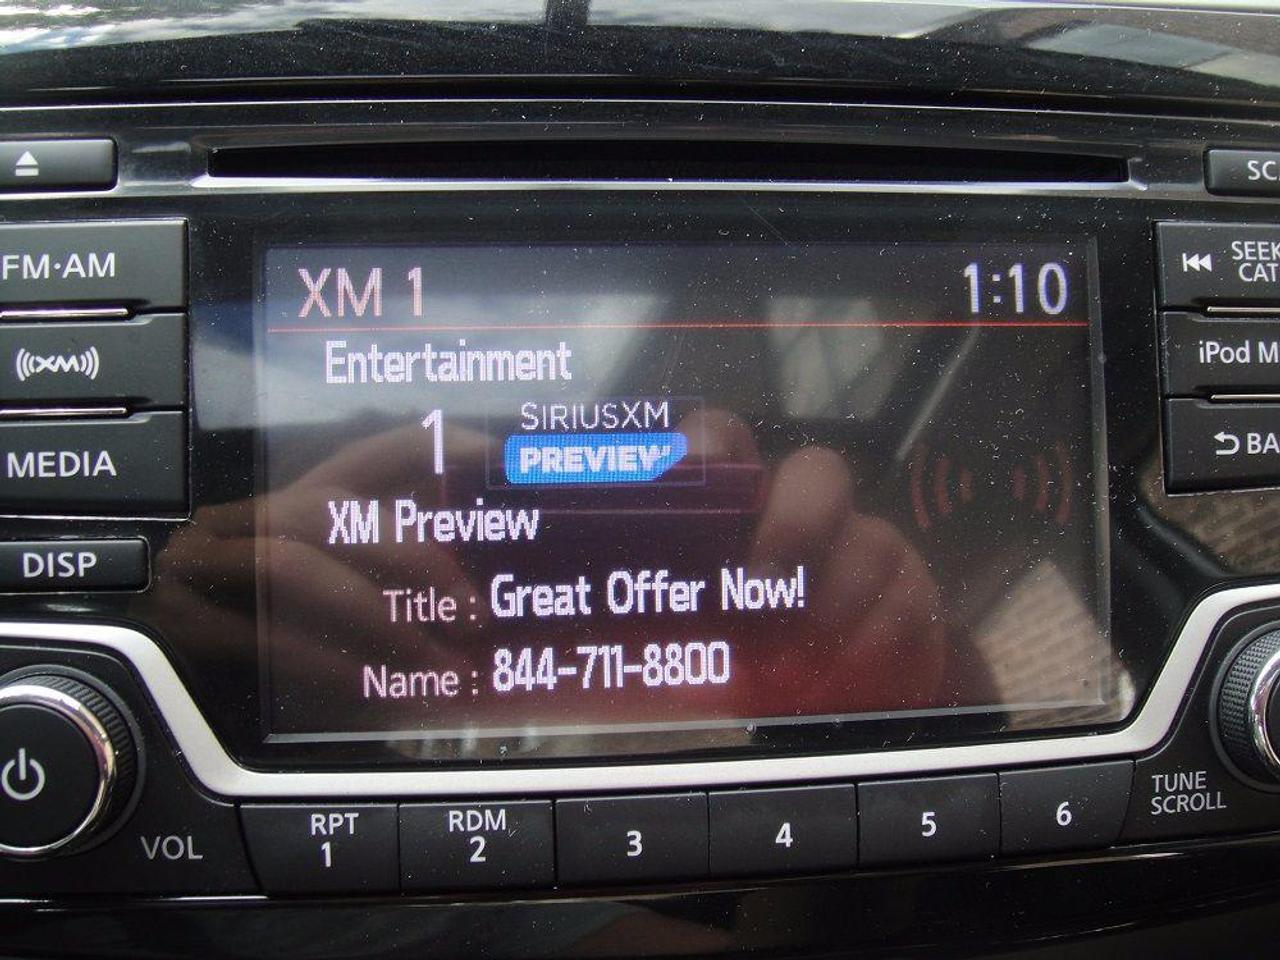 SCA
FM·AM
XM 1
1:10
SEEK
CAT
Entertainment
((XM))
iPod M
1
SIRIUSXM
PREVIEW
MEDIA
BA
XM Preview
DISP
Title : Great Offer Now!
Name : 844-711-8800
VOL
RPT
1
RDM
2
3
4
5
6
TUNE
SCROLL